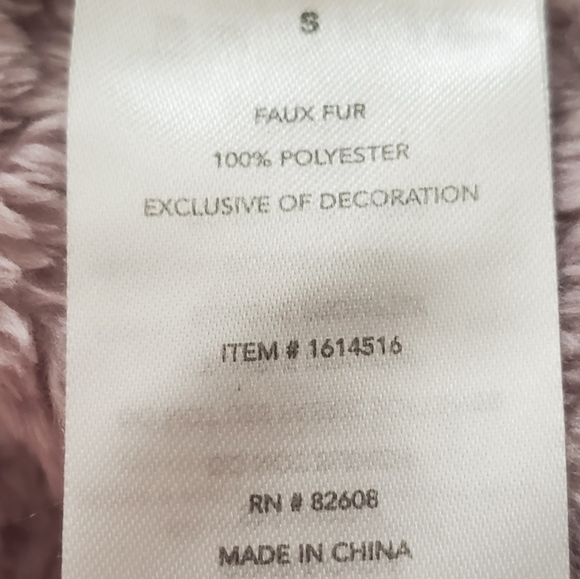 S
FAUX FUR
100% POLYESTER
EXCLUSIVE OF DECORATION
ITEM # 1614516
RN # 82608
MADE IN CHINA